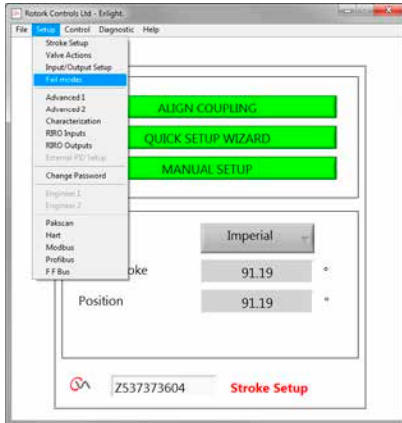 Rotork Controls Ltd - Enlight.
File Setup Control Diagnostic Help
Stroke Setup
Valve Actions
Input/Output Setup
Fail modes
Advanced 1
Advanced 2
Characterization
RIRO Inputs
RIRO Outputs
External PID Setup
Change Password
Engineer 1
Engineer 2
Pakscan
Hart
Modbus
Profibus
F F Bus
ALIGN COUPLING
QUICK SETUP WIZARD
MANUAL SETUP
Imperial
oke 91.19 °
Position 91.19 °
Z537373604 Stroke Setup